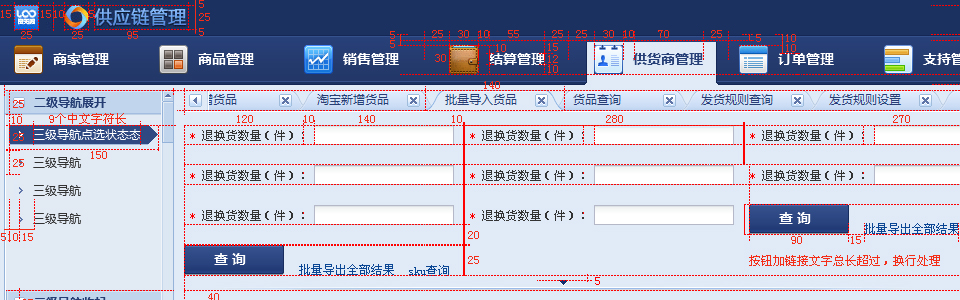 供应链管理
15 15 10 5 25 5
25 25 95
商家管理 商品管理 销售管理 结算管理 供货商管理 订单管理 支持管
5 25 30 10 55 25 25 30 10 70 25
5 10 15 12 10 10
30
140
25 二级导航展开
货品 淘宝新增货品 批量导入货品 货品查询 发货规则查询 发货规则设置
10 9个中文字符长 120 10 140 10 280 270
三级导航点选状态态 20
* 退换货数量(件): * 退换货数量(件): * 退换货数量(件):
150
25 三级导航
* 退换货数量(件): * 退换货数量(件): * 退换货数量(件):
三级导航
三级导航
* 退换货数量(件): * 退换货数量(件): 查 询 批量导出全部结果
5 10 15 20 90 15
查 询 批量导出全部结果 sku查询 25 按钮加链接文字总长超过,换行处理
5
40